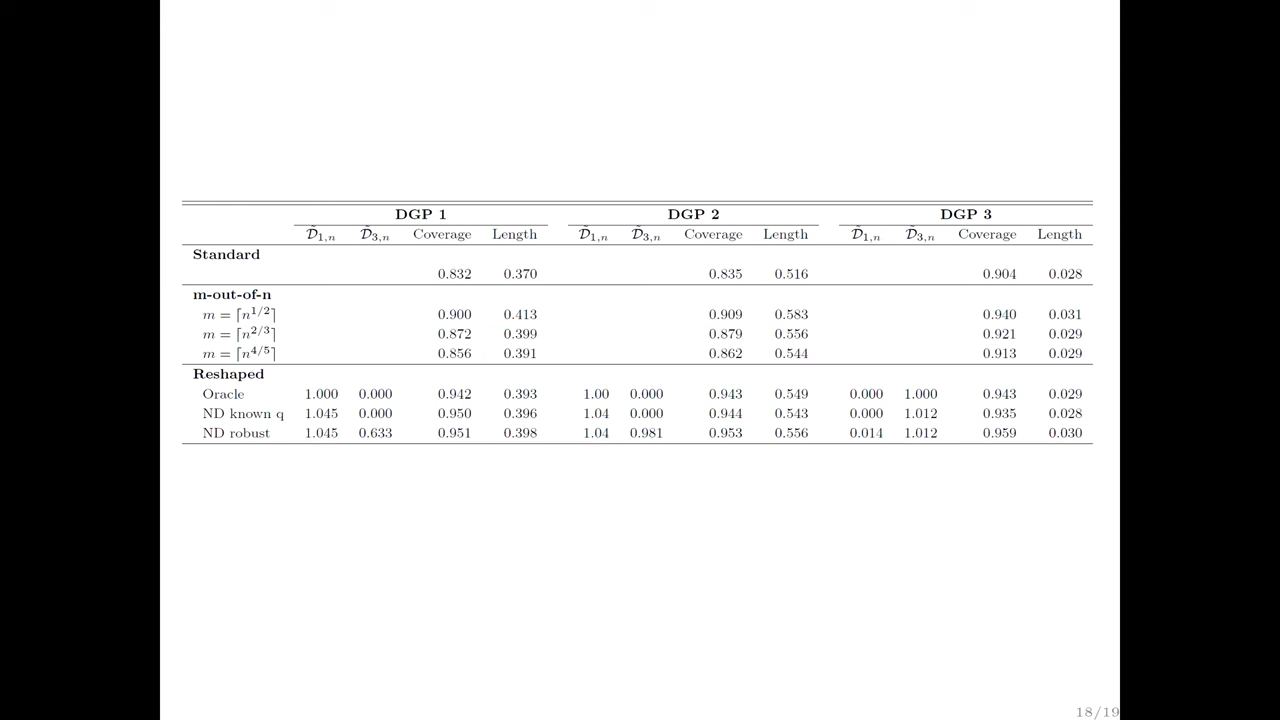 DGP 1 DGP 2 DGP 3
𝒟̃₁,ₙ 𝒟̃₃,ₙ Coverage Length 𝒟̃₁,ₙ 𝒟̃₃,ₙ Coverage Length 𝒟̃₁,ₙ 𝒟̃₃,ₙ Coverage Length
Standard
0.832 0.370 0.835 0.516 0.904 0.028
m-out-of-n
m = ⌈n^{1/2}⌉ 0.900 0.413 0.909 0.583 0.940 0.031
m = ⌈n^{2/3}⌉ 0.872 0.399 0.879 0.556 0.921 0.029
m = ⌈n^{4/5}⌉ 0.856 0.391 0.862 0.544 0.913 0.029
Reshaped
Oracle 1.000 0.000 0.942 0.393 1.00 0.000 0.943 0.549 0.000 1.000 0.943 0.029
ND known q 1.045 0.000 0.950 0.396 1.04 0.000 0.944 0.543 0.000 1.012 0.935 0.028
ND robust 1.045 0.633 0.951 0.398 1.04 0.981 0.953 0.556 0.014 1.012 0.959 0.030
18/19